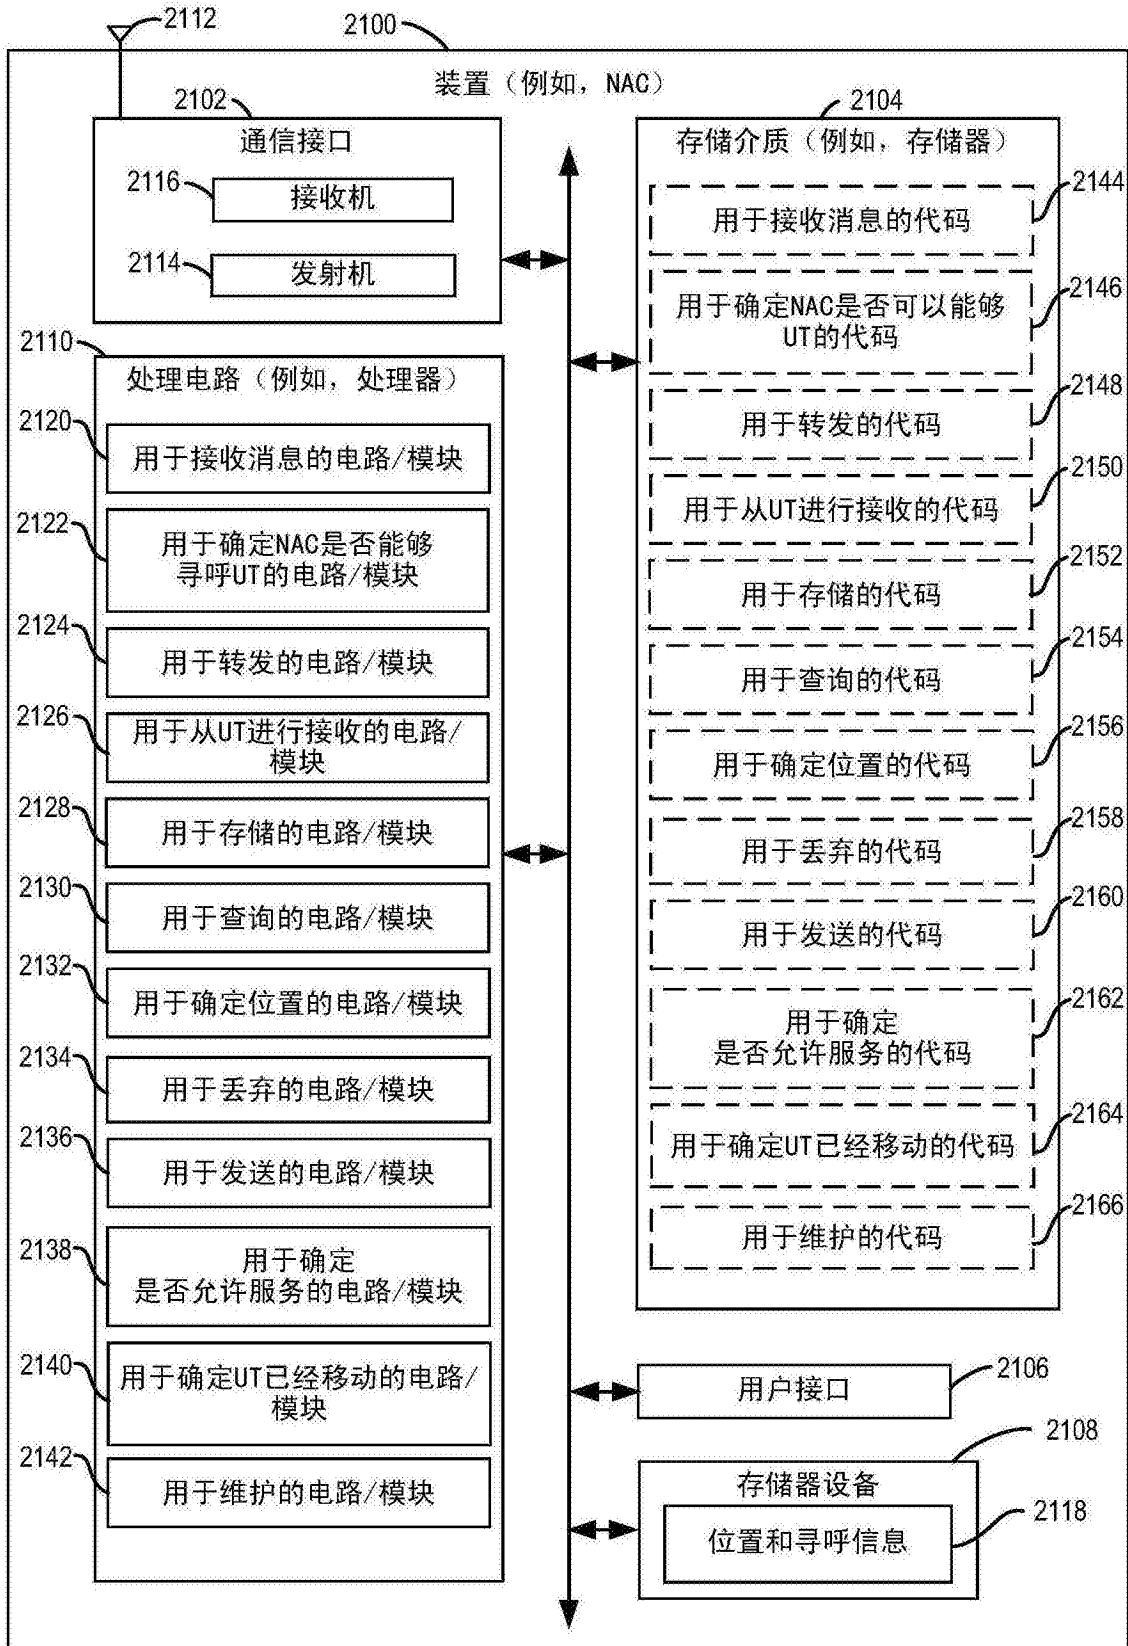 2112
2100
装置（例如，NAC）
2102
通信接口
2116
接收机
2114
发射机
2110
处理电路（例如，处理器）
2120
用于接收消息的电路/模块
2122
用于确定NAC是否能够
寻呼UT的电路/模块
2124
用于转发的电路/模块
2126
用于从UT进行接收的电路/
模块
2128
用于存储的电路/模块
2130
用于查询的电路/模块
2132
用于确定位置的电路/模块
2134
用于丢弃的电路/模块
2136
用于发送的电路/模块
2138
用于确定
是否允许服务的电路/模块
2140
用于确定UT已经移动的电路/
模块
2142
用于维护的电路/模块
2104
存储介质（例如，存储器）
2144
用于接收消息的代码
2146
用于确定NAC是否可以能够
UT的代码
2148
用于转发的代码
2150
用于从UT进行接收的代码
2152
用于存储的代码
2154
用于查询的代码
2156
用于确定位置的代码
2158
用于丢弃的代码
2160
用于发送的代码
2162
用于确定
是否允许服务的代码
2164
用于确定UT已经移动的代码
2166
用于维护的代码
2106
用户接口
2108
存储器设备
2118
位置和寻呼信息